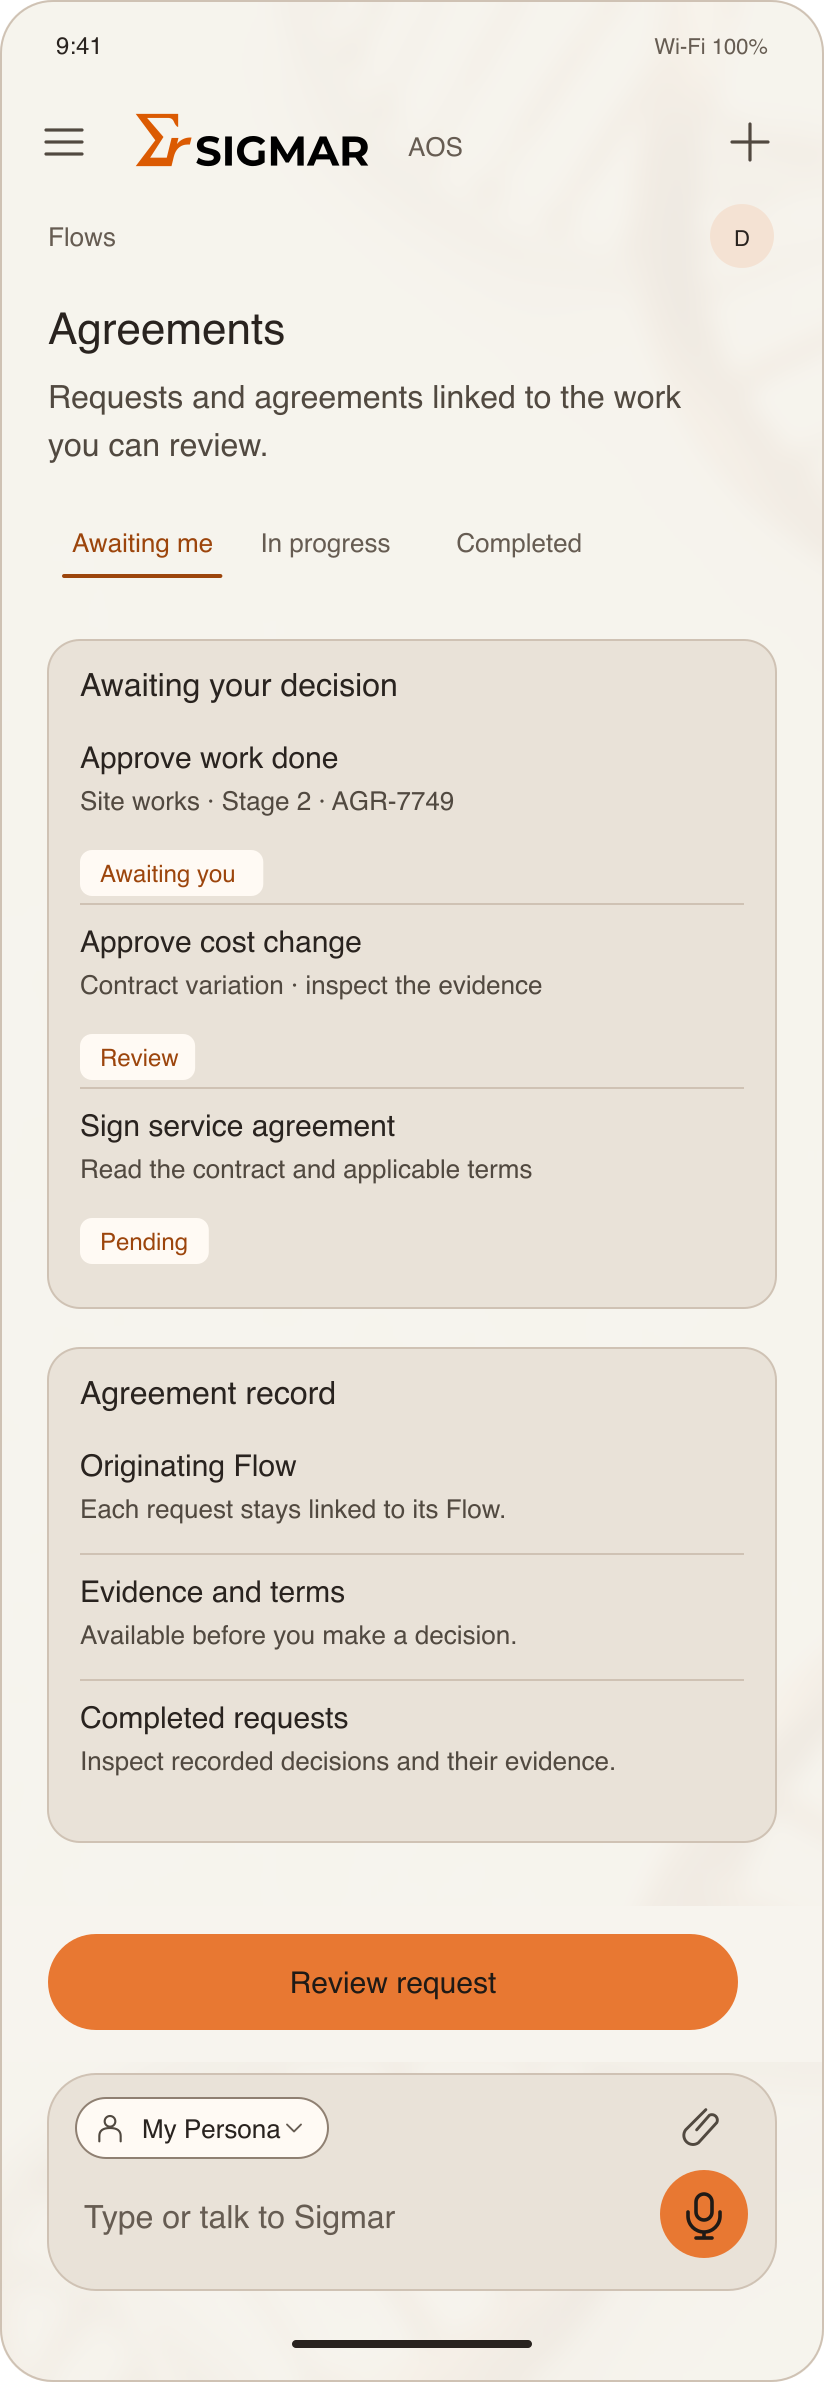 9:41
Wi-Fi 100%
Σr SIGMAR AOS
Flows
D
Agreements
Requests and agreements linked to the work
you can review.
Awaiting me
In progress
Completed
Awaiting your decision
Approve work done
Site works · Stage 2 · AGR-7749
Awaiting you
Approve cost change
Contract variation · inspect the evidence
Review
Sign service agreement
Read the contract and applicable terms
Pending
Agreement record
Originating Flow
Each request stays linked to its Flow.
Evidence and terms
Available before you make a decision.
Completed requests
Inspect recorded decisions and their evidence.
Review request
My Persona
Type or talk to Sigmar